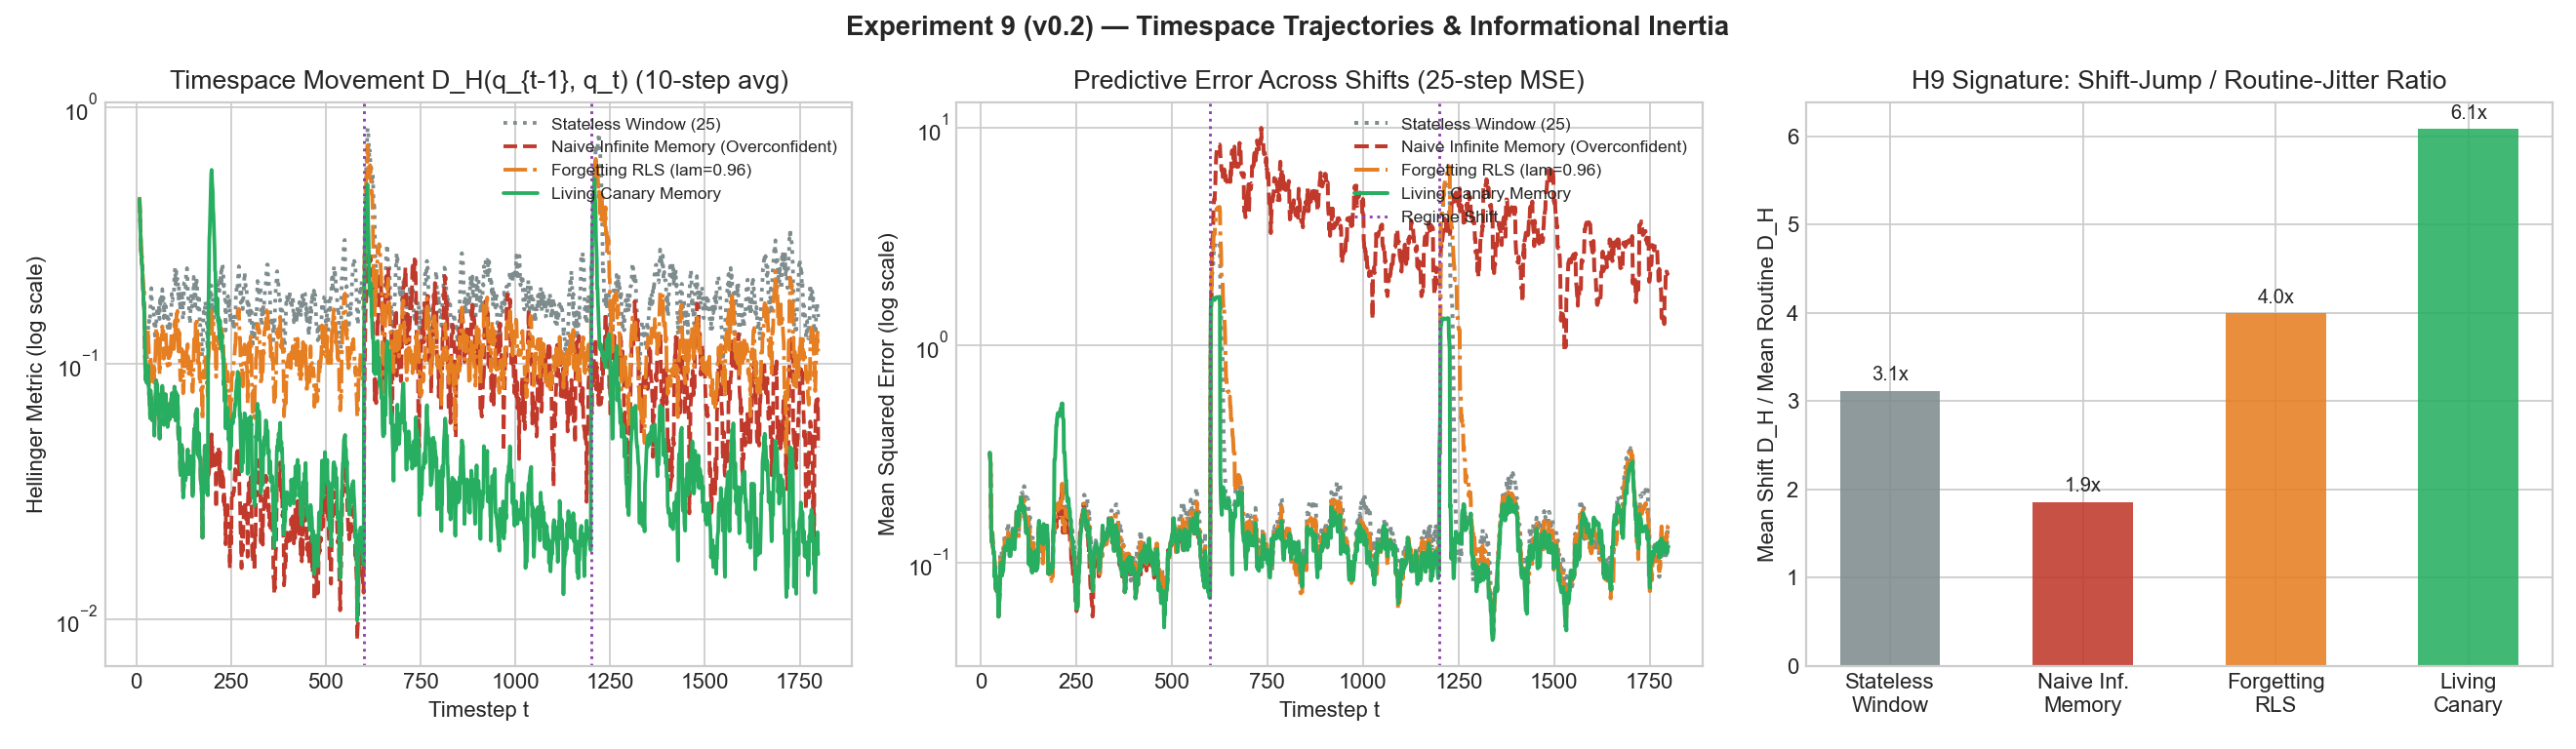 Experiment 9 (v0.2) — Timespace Trajectories & Informational Inertia
Timespace Movement D_H(q_{t-1}, q_t) (10-step avg)
Hellinger Metric (log scale)
10⁰
10⁻¹
10⁻²
Stateless Window (25)
Naive Infinite Memory (Overconfident)
Forgetting RLS (lam=0.96)
Living Canary Memory
0 250 500 750 1000 1250 1500 1750
Timestep t
Predictive Error Across Shifts (25-step MSE)
Mean Squared Error (log scale)
10¹
10⁰
10⁻¹
Stateless Window (25)
Naive Infinite Memory (Overconfident)
Forgetting RLS (lam=0.96)
Living Canary Memory
Regime Shift
0 250 500 750 1000 1250 1500 1750
Timestep t
H9 Signature: Shift-Jump / Routine-Jitter Ratio
Mean Shift D_H / Mean Routine D_H
6
5
4
3
2
1
0
3.1x
1.9x
4.0x
6.1x
Stateless
Window
Naive Inf.
Memory
Forgetting
RLS
Living
Canary